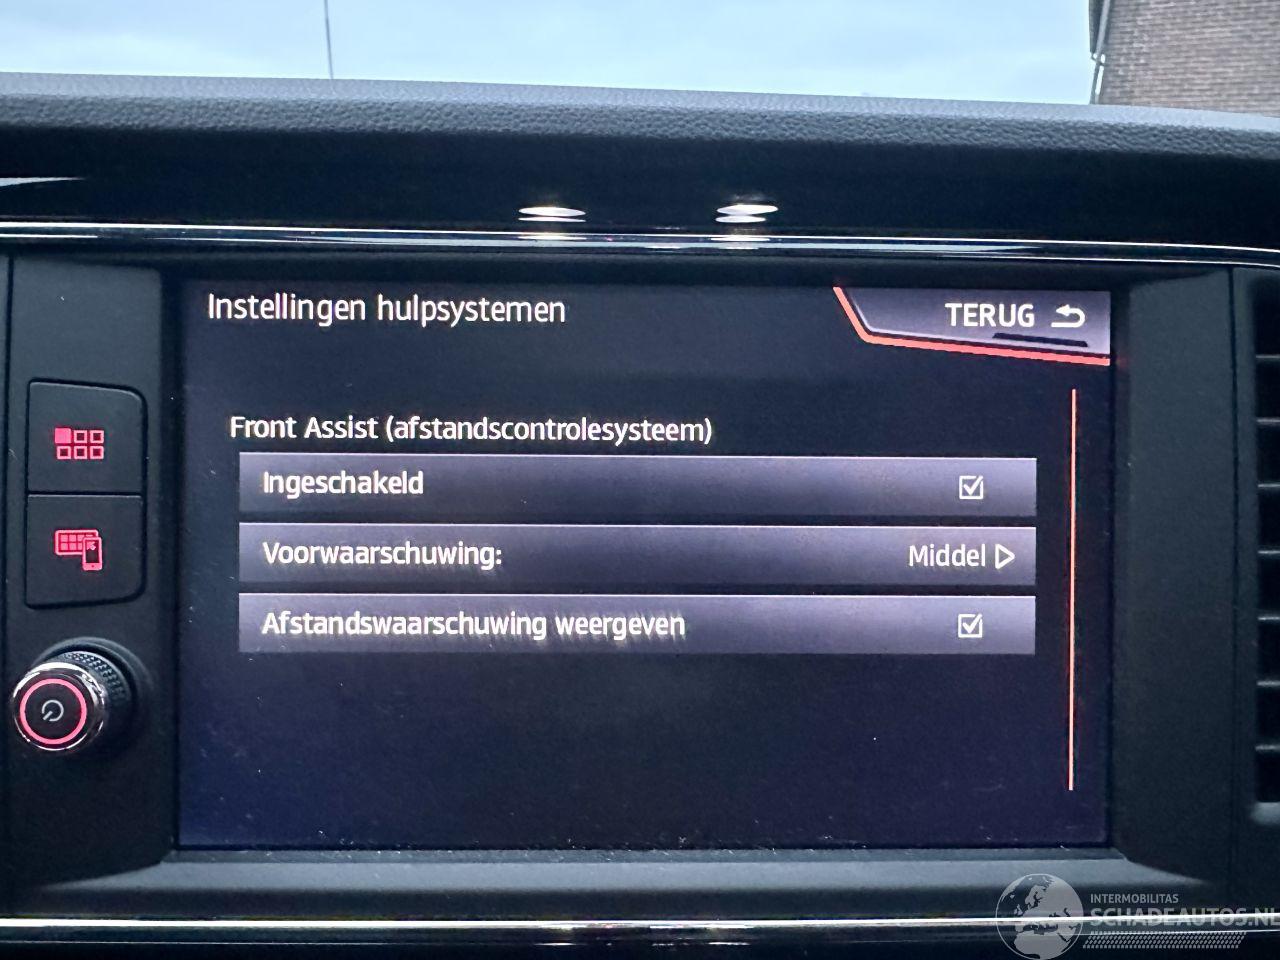 Instellingen hulpsystemen
TERUG
Front Assist (afstandscontrolesysteem)
Ingeschakeld
Voorwaarschuwing:
Middel
Afstandswaarschuwing weergeven
INTERMOBILITAS
SCHADEAUTOS.NL